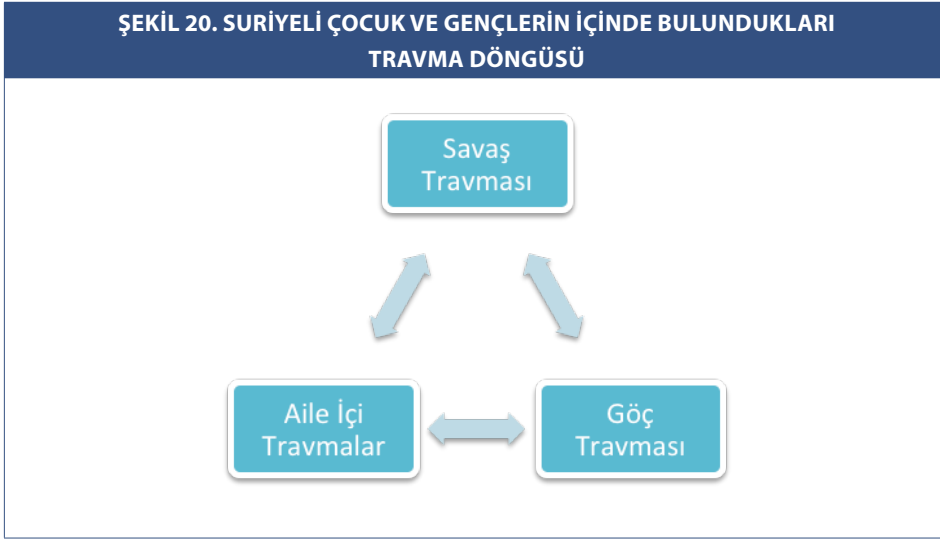 ŞEKİL 20. SURİYELİ ÇOCUK VE GENÇLERİN İÇİNDE BULUNDUKLARI
TRAVMA DÖNGÜSÜ
Savaş
Travması
Aile İçi
Travmalar
Göç
Travması